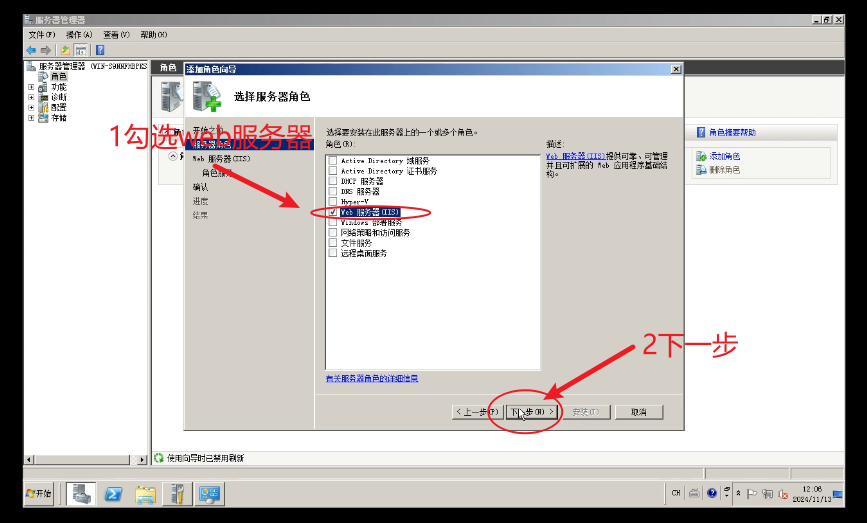 服务器管理器
文件(F) 操作(A) 查看(V) 帮助(H)
服务器管理器
角色
功能
诊断
配置
存储
角色
添加角色向导
选择服务器角色
开始之前
服务器角色
Web 服务器(IIS)
角色服务
确认
进度
结果
1勾选web服务器
选择要安装在此服务器上的一个或多个角色。
角色(R):
Active Directory 域服务
Active Directory 证书服务
DHCP 服务器
DNS 服务器
Hyper-V
Web 服务器(IIS)
Windows 部署服务
网络策略和访问服务
文件服务
远程桌面服务
有关服务器角色的详细信息
描述:
Web 服务器(IIS)提供可靠、可管理
并且可扩展的 Web 应用程序基础结
构。
2下一步
< 上一步(P)
下一步(N) >
安装(I)
取消
角色摘要帮助
添加角色
删除角色
使用向导时已禁用刷新
开始
CH
12:06
2024/11/13